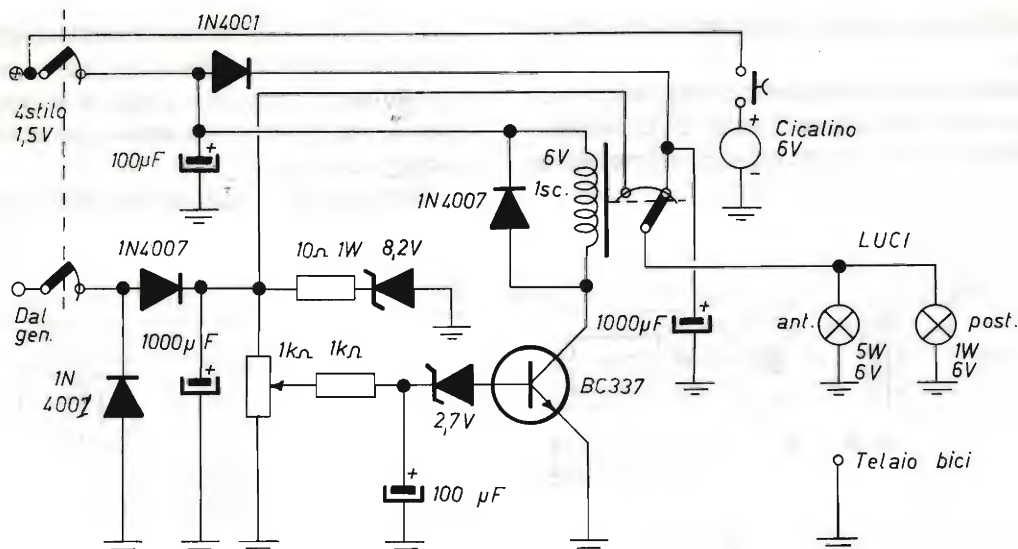 1N4001
4stilo
1,5V
100µF
+
1N4007
6V
1sc.
+
-
Cicalino
6V
LUCI
Dal
gen.
1N4007
10Ω 1W
8,2V
1000µF
+
1N
4007
1kΩ
1kΩ
2,7V
BC337
1000µF
+
ant.
5W
6V
post.
1W
6V
+
100 µF
Telaio bici